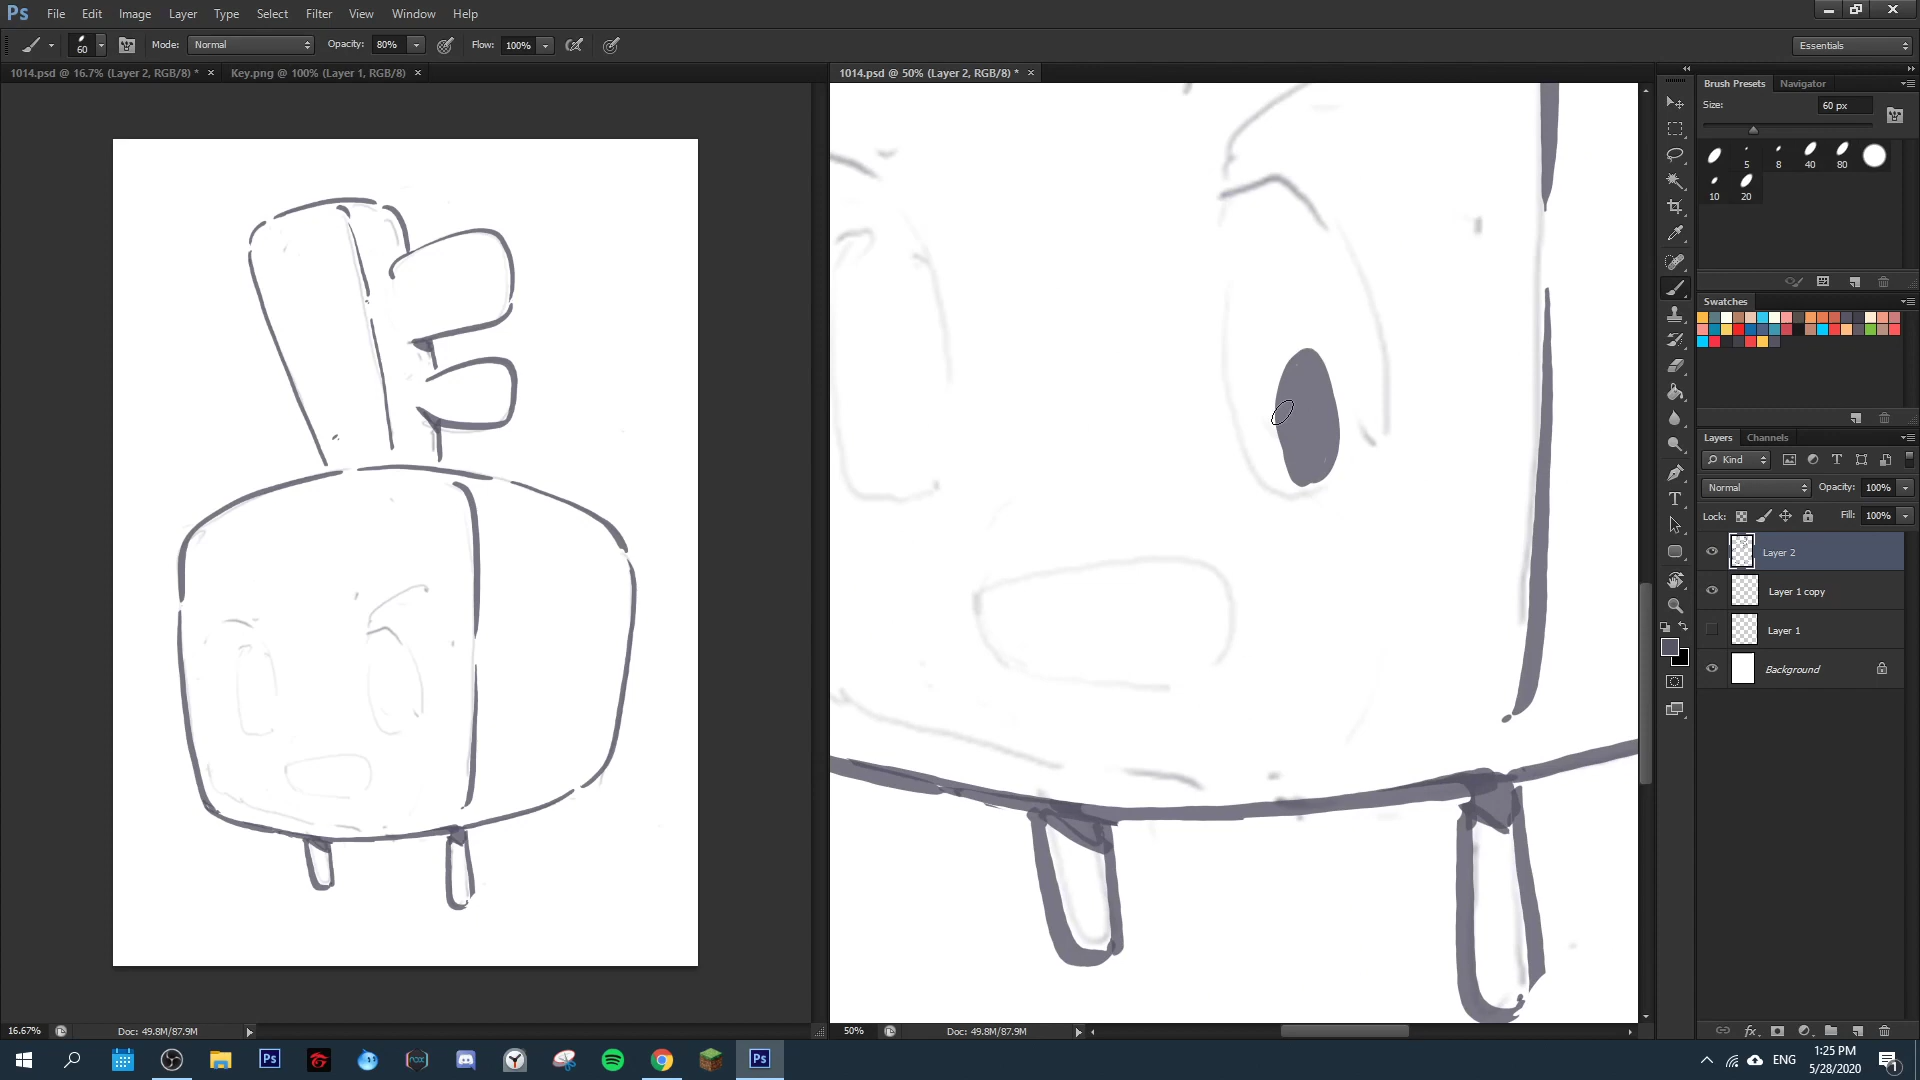 Ps File Edit Image Layer Type Select Filter View Window Help
60 Mode: Normal Opacity: 80% Flow: 100% Essentials
1014.psd @ 16.7% (Layer 2, RGB/8) * × Key.png @ 100% (Layer 1, RGB/8) × 1014.psd @ 50% (Layer 2, RGB/8) * ×
Brush Presets Navigator
Size: 60 px
5 8 40 80
10 20
Swatches
Layers Channels
Kind
Normal Opacity: 100%
Lock: Fill: 100%
Layer 2
Layer 1 copy
Layer 1
Background
16.67% Doc: 49.8M/87.9M 50% Doc: 49.8M/87.9M
Ps Ps ENG 1:25 PM
5/28/2020 1